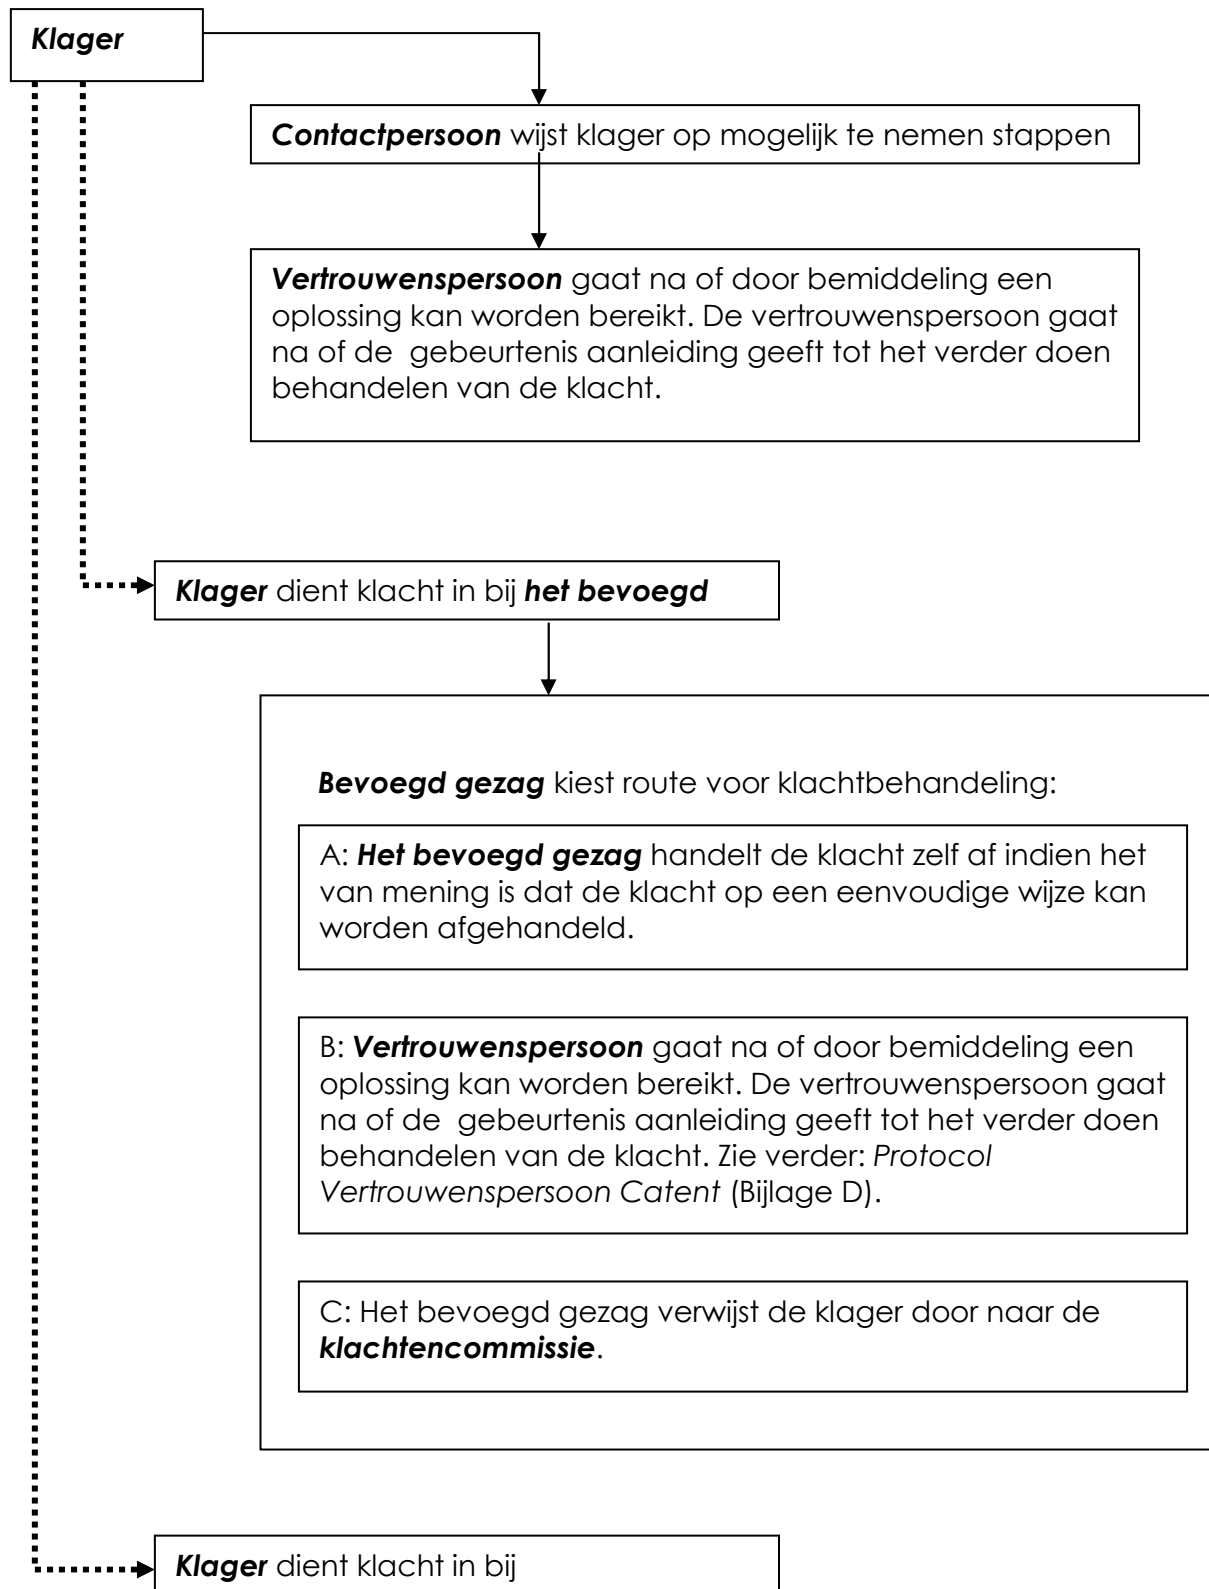 Klager
Contactpersoon wijst klager op mogelijk te nemen stappen
Vertrouwenspersoon gaat na of door bemiddeling een
oplossing kan worden bereikt. De vertrouwenspersoon gaat
na of de  gebeurtenis aanleiding geeft tot het verder doen
behandelen van de klacht.
Klager dient klacht in bij het bevoegd
Bevoegd gezag kiest route voor klachtbehandeling:
A: Het bevoegd gezag handelt de klacht zelf af indien het
van mening is dat de klacht op een eenvoudige wijze kan
worden afgehandeld.
B: Vertrouwenspersoon gaat na of door bemiddeling een
oplossing kan worden bereikt. De vertrouwenspersoon gaat
na of de  gebeurtenis aanleiding geeft tot het verder doen
behandelen van de klacht. Zie verder: Protocol
Vertrouwenspersoon Catent (Bijlage D).
C: Het bevoegd gezag verwijst de klager door naar de
klachtencommissie.
Klager dient klacht in bij